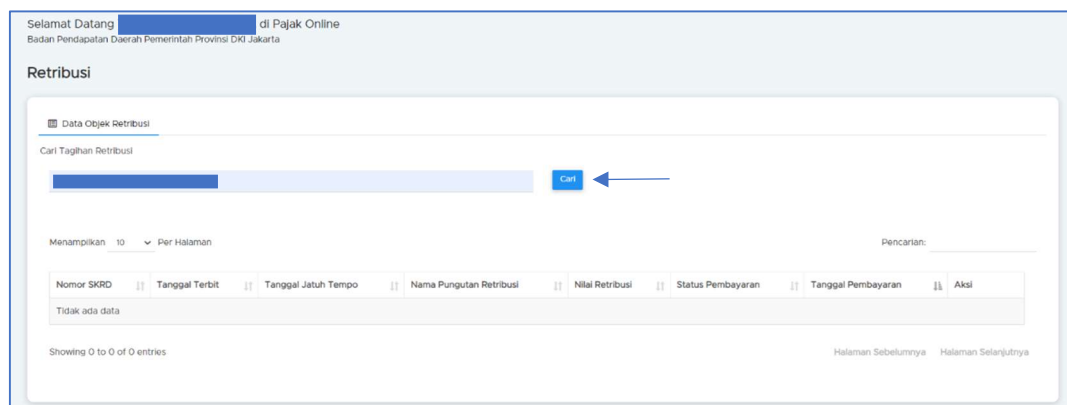 Selamat Datang di Pajak Online
Badan Pendapatan Daerah Pemerintah Provinsi DKI Jakarta
Retribusi
Data Objek Retribusi
Cari Tagihan Retribusi
Cari
Menampilkan 10 Per Halaman Pencarian:
Nomor SKRD Tanggal Terbit Tanggal Jatuh Tempo Nama Pungutan Retribusi Nilai Retribusi Status Pembayaran Tanggal Pembayaran Aksi
Tidak ada data
Showing 0 to 0 of 0 entries Halaman Sebelumnya Halaman Selanjutnya